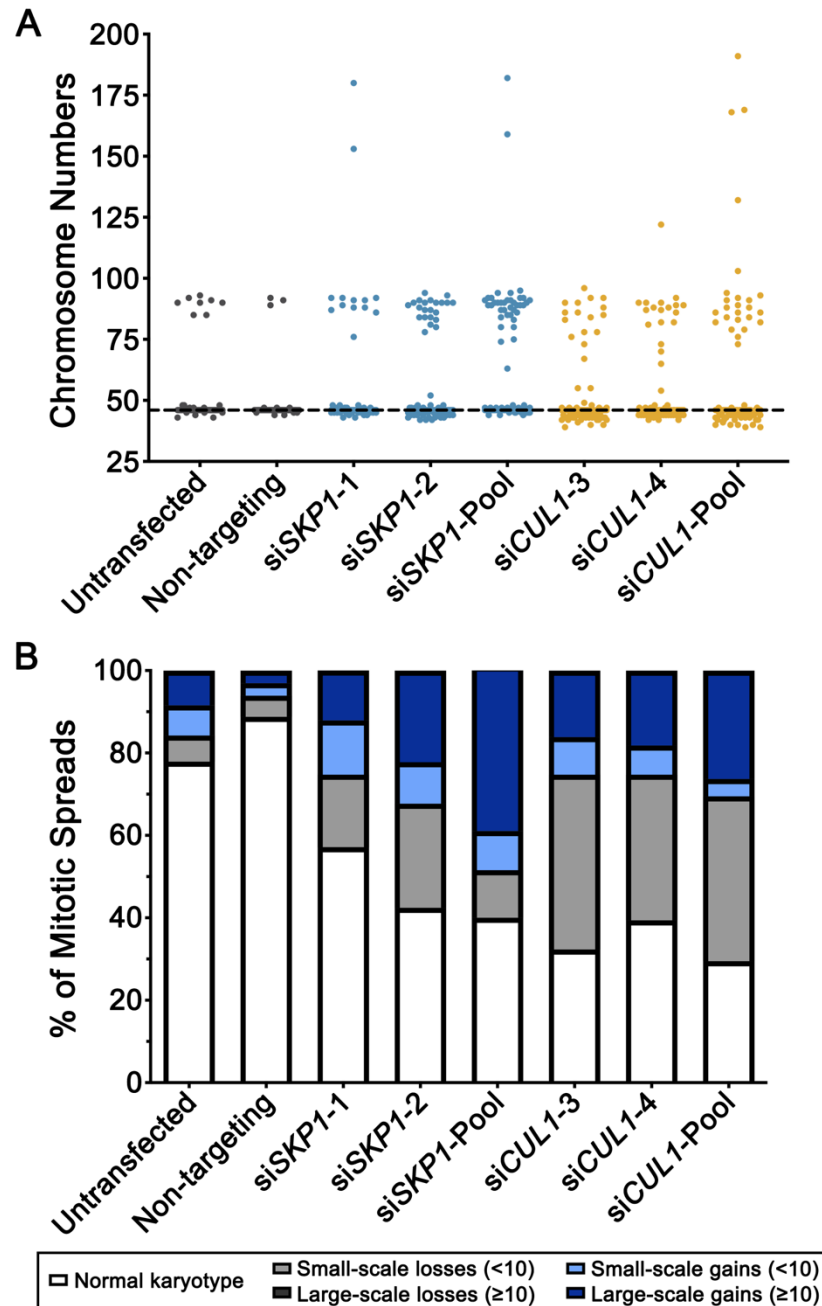 A
Chromosome Numbers
200
175
150
125
100
75
50
25
Untransfected
Non-targeting
siSKP1-1
siSKP1-2
siSKP1-Pool
siCUL1-3
siCUL1-4
siCUL1-Pool
B
% of Mitotic Spreads
100
80
60
40
20
0
Untransfected
Non-targeting
siSKP1-1
siSKP1-2
siSKP1-Pool
siCUL1-3
siCUL1-4
siCUL1-Pool
Normal karyotype
Small-scale losses (<10)
Large-scale losses (≥10)
Small-scale gains (<10)
Large-scale gains (≥10)